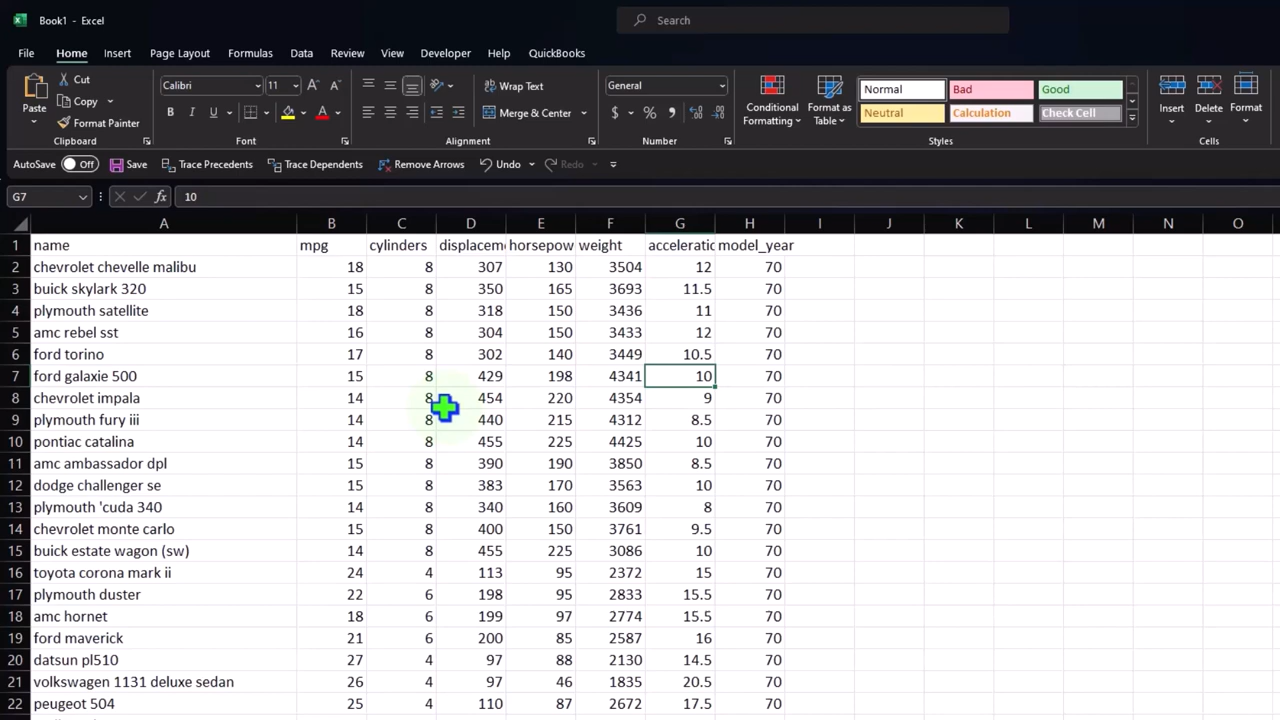 Book1 - Excel
Search
File Home Insert Page Layout Formulas Data Review View Developer Help QuickBooks
Paste Cut Copy Format Painter
Calibri 11
Wrap Text
Merge & Center
General
Conditional Formatting
Format as Table
Normal Bad Good
Neutral Calculation Check Cell
Insert Delete Format
Clipboard Font Alignment Number Styles Cells
AutoSave Off Save Trace Precedents Trace Dependents Remove Arrows Undo Redo
G7 fx 10
A B C D E F G H I J K L M N O
1 name mpg cylinders displacem horsepow weight acceleratic model_year
2 chevrolet chevelle malibu 18 8 307 130 3504 12 70
3 buick skylark 320 15 8 350 165 3693 11.5 70
4 plymouth satellite 18 8 318 150 3436 11 70
5 amc rebel sst 16 8 304 150 3433 12 70
6 ford torino 17 8 302 140 3449 10.5 70
7 ford galaxie 500 15 8 429 198 4341 10 70
8 chevrolet impala 14 8 454 220 4354 9 70
9 plymouth fury iii 14 8 440 215 4312 8.5 70
10 pontiac catalina 14 8 455 225 4425 10 70
11 amc ambassador dpl 15 8 390 190 3850 8.5 70
12 dodge challenger se 15 8 383 170 3563 10 70
13 plymouth 'cuda 340 14 8 340 160 3609 8 70
14 chevrolet monte carlo 15 8 400 150 3761 9.5 70
15 buick estate wagon (sw) 14 8 455 225 3086 10 70
16 toyota corona mark ii 24 4 113 95 2372 15 70
17 plymouth duster 22 6 198 95 2833 15.5 70
18 amc hornet 18 6 199 97 2774 15.5 70
19 ford maverick 21 6 200 85 2587 16 70
20 datsun pl510 27 4 97 88 2130 14.5 70
21 volkswagen 1131 deluxe sedan 26 4 97 46 1835 20.5 70
22 peugeot 504 25 4 110 87 2672 17.5 70